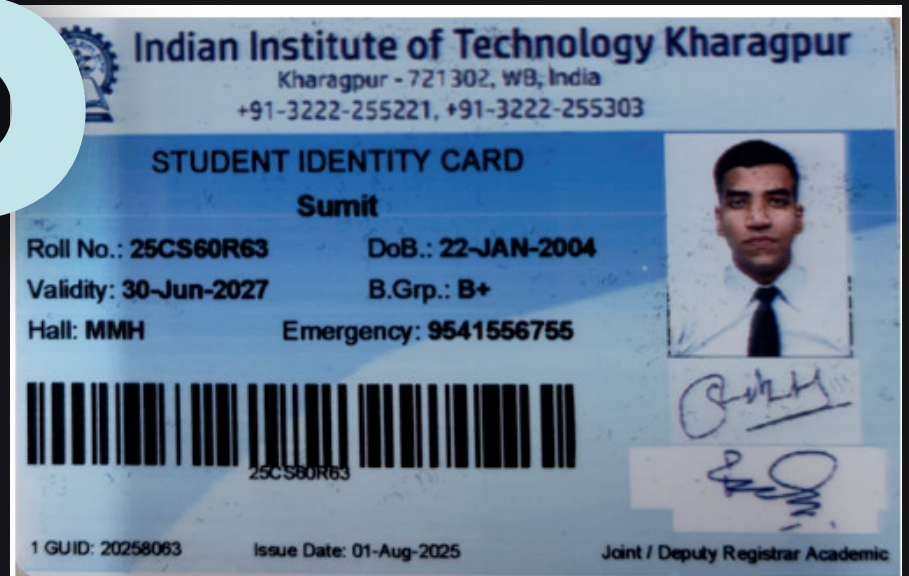 Indian Institute of Technology Kharagpur
Kharagpur - 721302, WB, India
+91-3222-255221, +91-3222-255303
STUDENT IDENTITY CARD
Sumit
Roll No.: 25CS60R63 DoB.: 22-JAN-2004
Validity: 30-Jun-2027 B.Grp.: B+
Hall: MMH Emergency: 9541556755
25CS60R63
1 GUID: 20258063 Issue Date: 01-Aug-2025 Joint / Deputy Registrar Academic